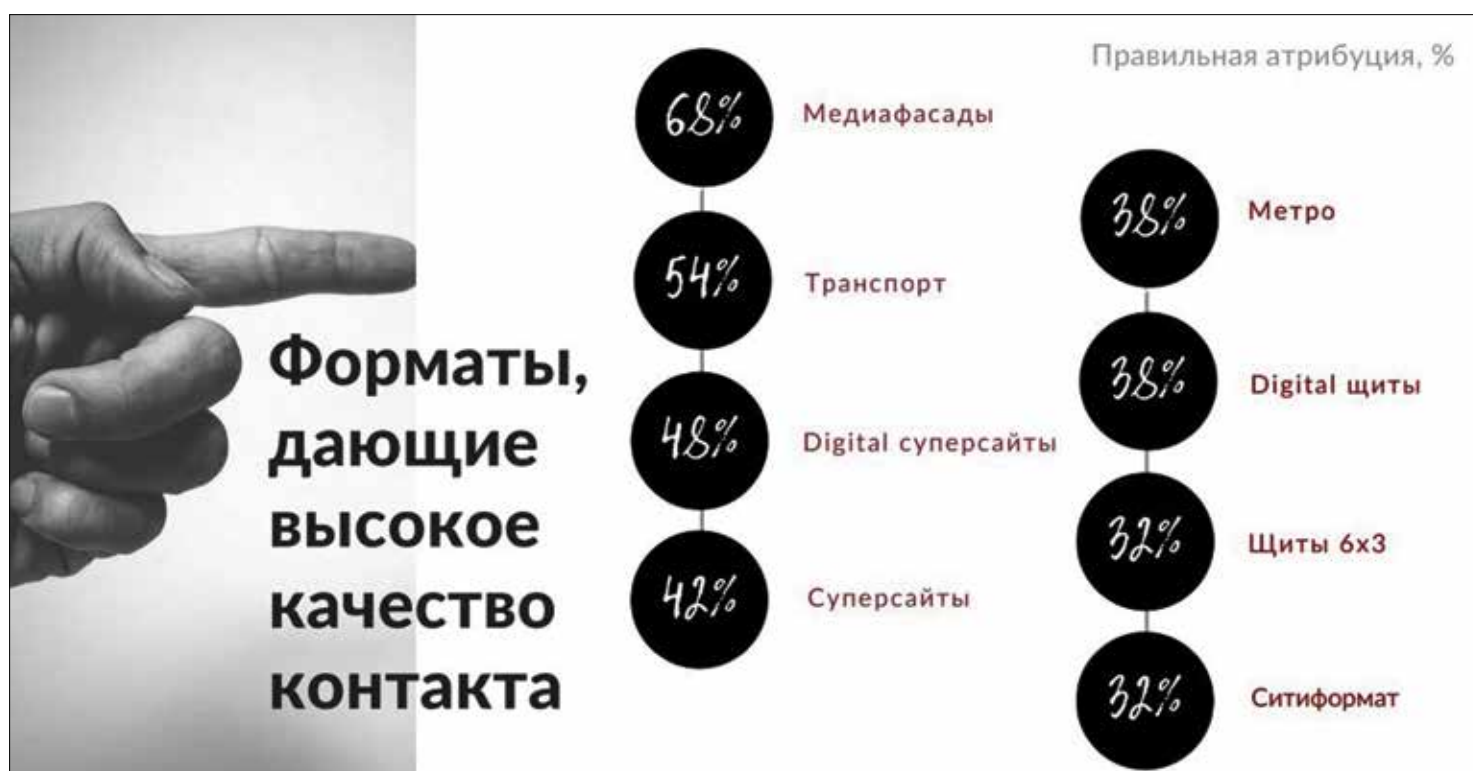 Форматы,
дающие
высокое
качество
контакта
68%
Медиафасады
54%
Транспорт
48%
Digital суперсайты
42%
Суперсайты
Правильная атрибуция, %
38%
Метро
38%
Digital щиты
32%
Щиты 6х3
32%
Ситиформат